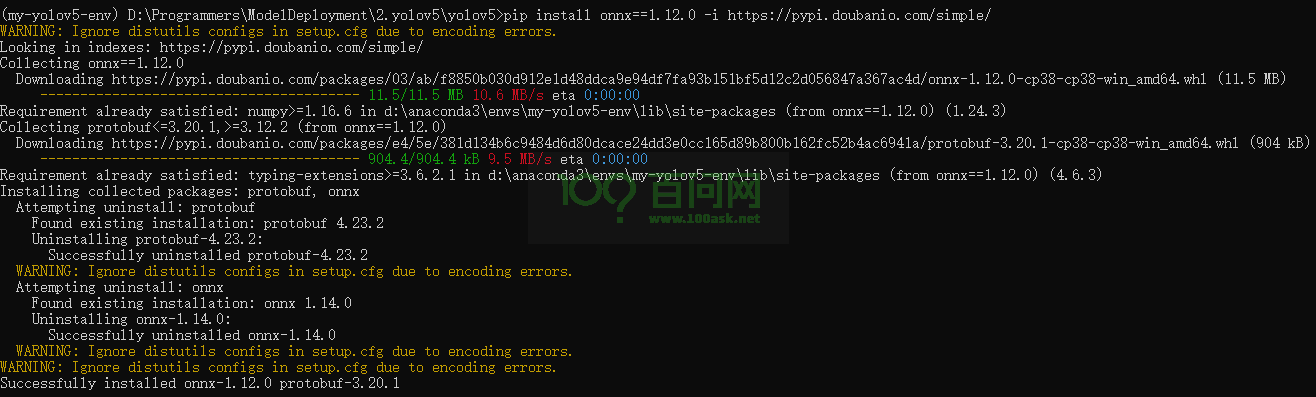 (my-yolov5-env) D:\Programmers\ModelDeployment\2.yolov5\yolov5>pip install onnx==1.12.0 -i https://pypi.doubanio.com/simple/
WARNING: Ignore distutils configs in setup.cfg due to encoding errors.
Looking in indexes: https://pypi.doubanio.com/simple/
Collecting onnx==1.12.0
Downloading https://pypi.doubanio.com/packages/03/ab/f8850b030d912e1d48ddca9e94df7fa93b151bf5d12c2d056847a367ac4d/onnx-1.12.0-cp38-cp38-win_amd64.whl (11.5 MB)
---------------------------------------- 11.5/11.5 MB 10.6 MB/s eta 0:00:00
Requirement already satisfied: numpy>=1.16.6 in d:\anaconda3\envs\my-yolov5-env\lib\site-packages (from onnx==1.12.0) (1.24.3)
Collecting protobuf<=3.20.1,>=3.12.2 (from onnx==1.12.0)
Downloading https://pypi.doubanio.com/packages/e4/5e/381d134b6c9484d6d80dcace24dd3e0cc165d89b800b162fc52b4ac6941a/protobuf-3.20.1-cp38-cp38-win_amd64.whl (904 kB)
---------------------------------------- 904.4/904.4 kB 9.5 MB/s eta 0:00:00
Requirement already satisfied: typing-extensions>=3.6.2.1 in d:\anaconda3\envs\my-yolov5-env\lib\site-packages (from onnx==1.12.0) (4.6.3)
Installing collected packages: protobuf, onnx
Attempting uninstall: protobuf
Found existing installation: protobuf 4.23.2
Uninstalling protobuf-4.23.2:
Successfully uninstalled protobuf-4.23.2
WARNING: Ignore distutils configs in setup.cfg due to encoding errors.
Attempting uninstall: onnx
Found existing installation: onnx 1.14.0
Uninstalling onnx-1.14.0:
Successfully uninstalled onnx-1.14.0
WARNING: Ignore distutils configs in setup.cfg due to encoding errors.
WARNING: Ignore distutils configs in setup.cfg due to encoding errors.
Successfully installed onnx-1.12.0 protobuf-3.20.1
100? 百问网
www.100ask.net